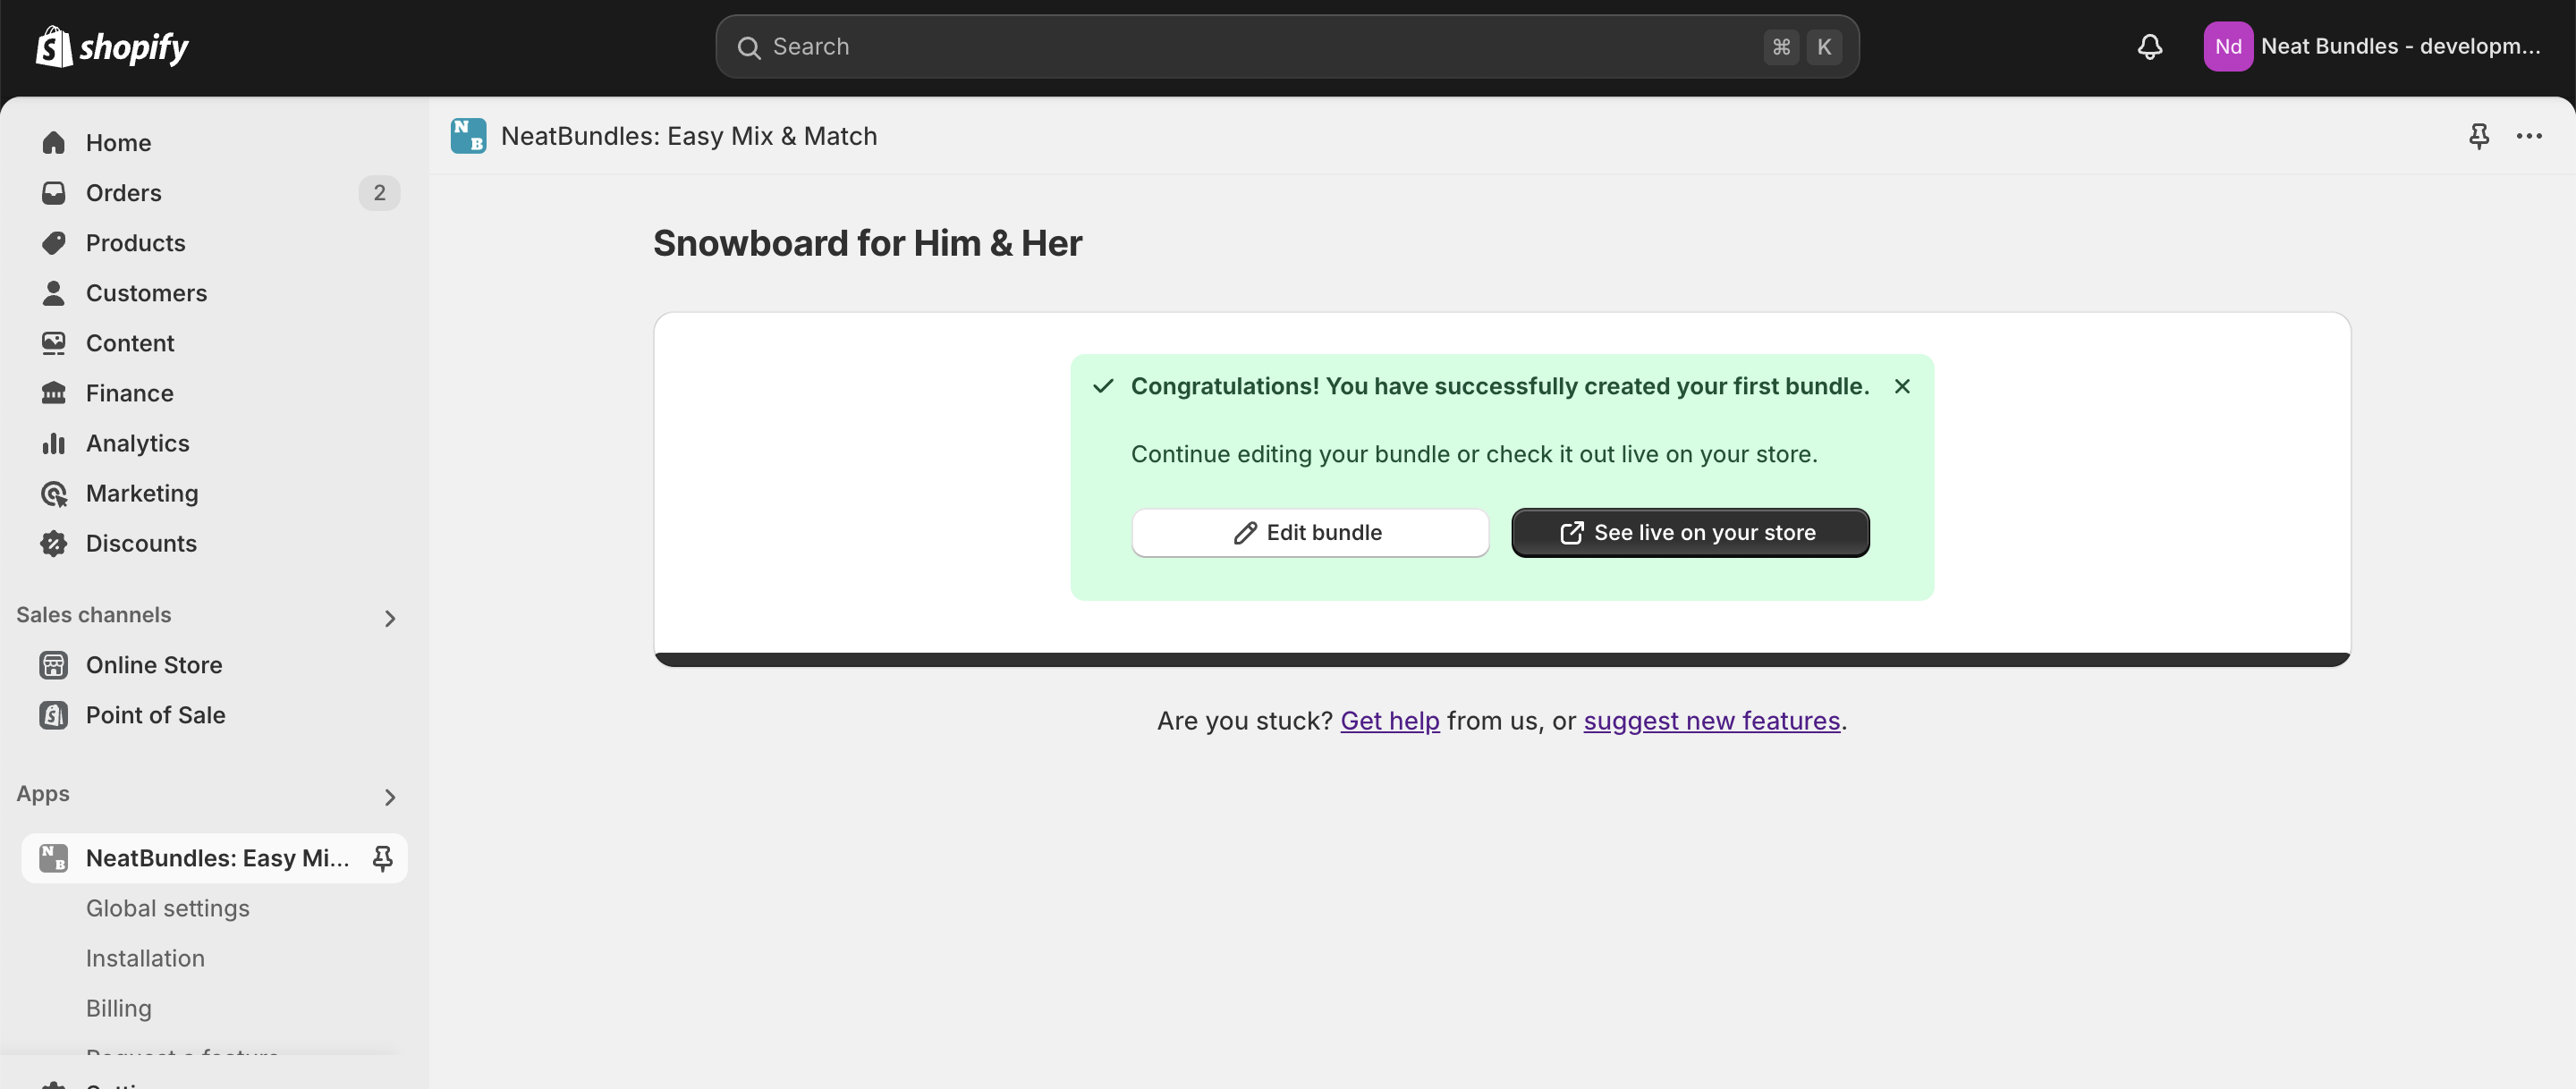 shopify
Search
⌘ K
Nd Neat Bundles - developm...
Home
Orders 2
Products
Customers
Content
Finance
Analytics
Marketing
Discounts
Sales channels
Online Store
Point of Sale
Apps
NeatBundles: Easy Mi...
Global settings
Installation
Billing
Request a feature
NeatBundles: Easy Mix & Match
Snowboard for Him & Her
Congratulations! You have successfully created your first bundle.
Continue editing your bundle or check it out live on your store.
Edit bundle
See live on your store
Are you stuck? Get help from us, or suggest new features.